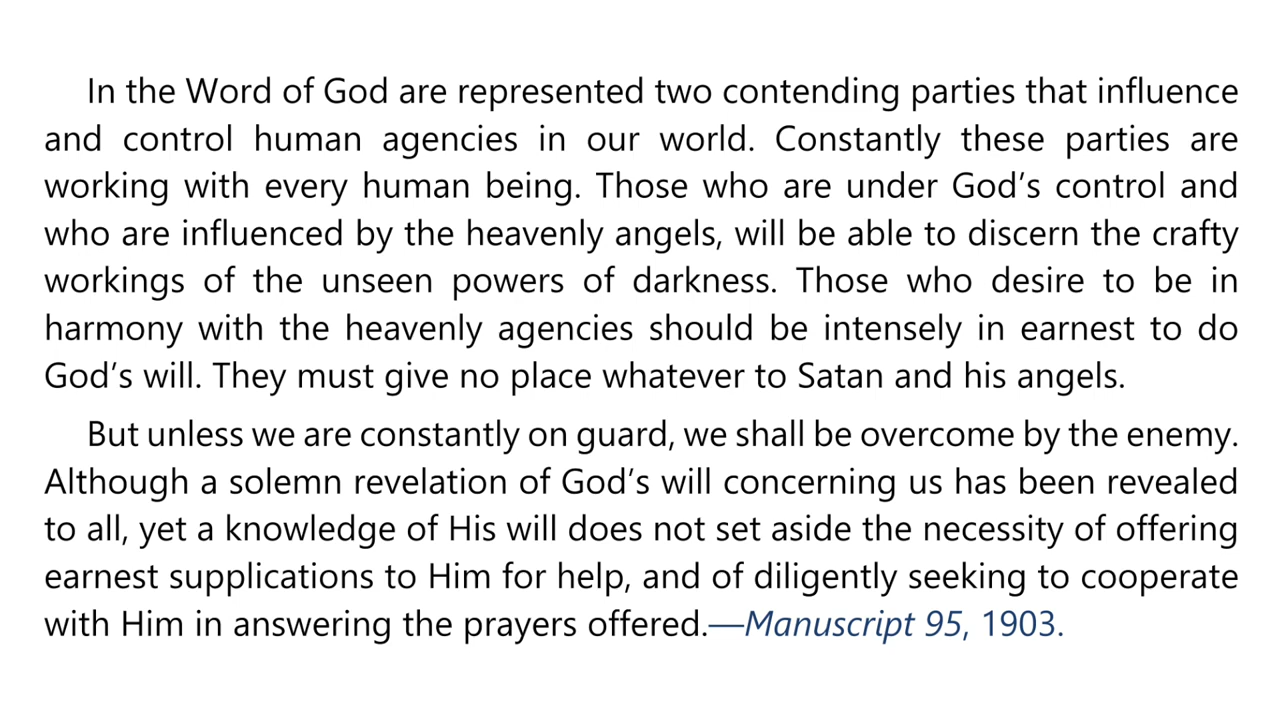 In the Word of God are represented two contending parties that influence
and control human agencies in our world. Constantly these parties are
working with every human being. Those who are under God’s control and
who are influenced by the heavenly angels, will be able to discern the crafty
workings of the unseen powers of darkness. Those who desire to be in
harmony with the heavenly agencies should be intensely in earnest to do
God’s will. They must give no place whatever to Satan and his angels.
But unless we are constantly on guard, we shall be overcome by the enemy.
Although a solemn revelation of God’s will concerning us has been revealed
to all, yet a knowledge of His will does not set aside the necessity of offering
earnest supplications to Him for help, and of diligently seeking to cooperate
with Him in answering the prayers offered.—Manuscript 95, 1903.